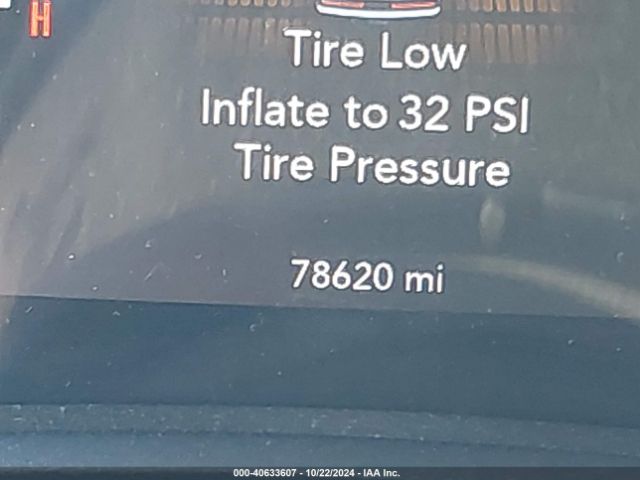 H
Tire Low
Inflate to 32 PSI
Tire Pressure
78620 mi
000-40633607 - 10/22/2024 - IAA Inc.